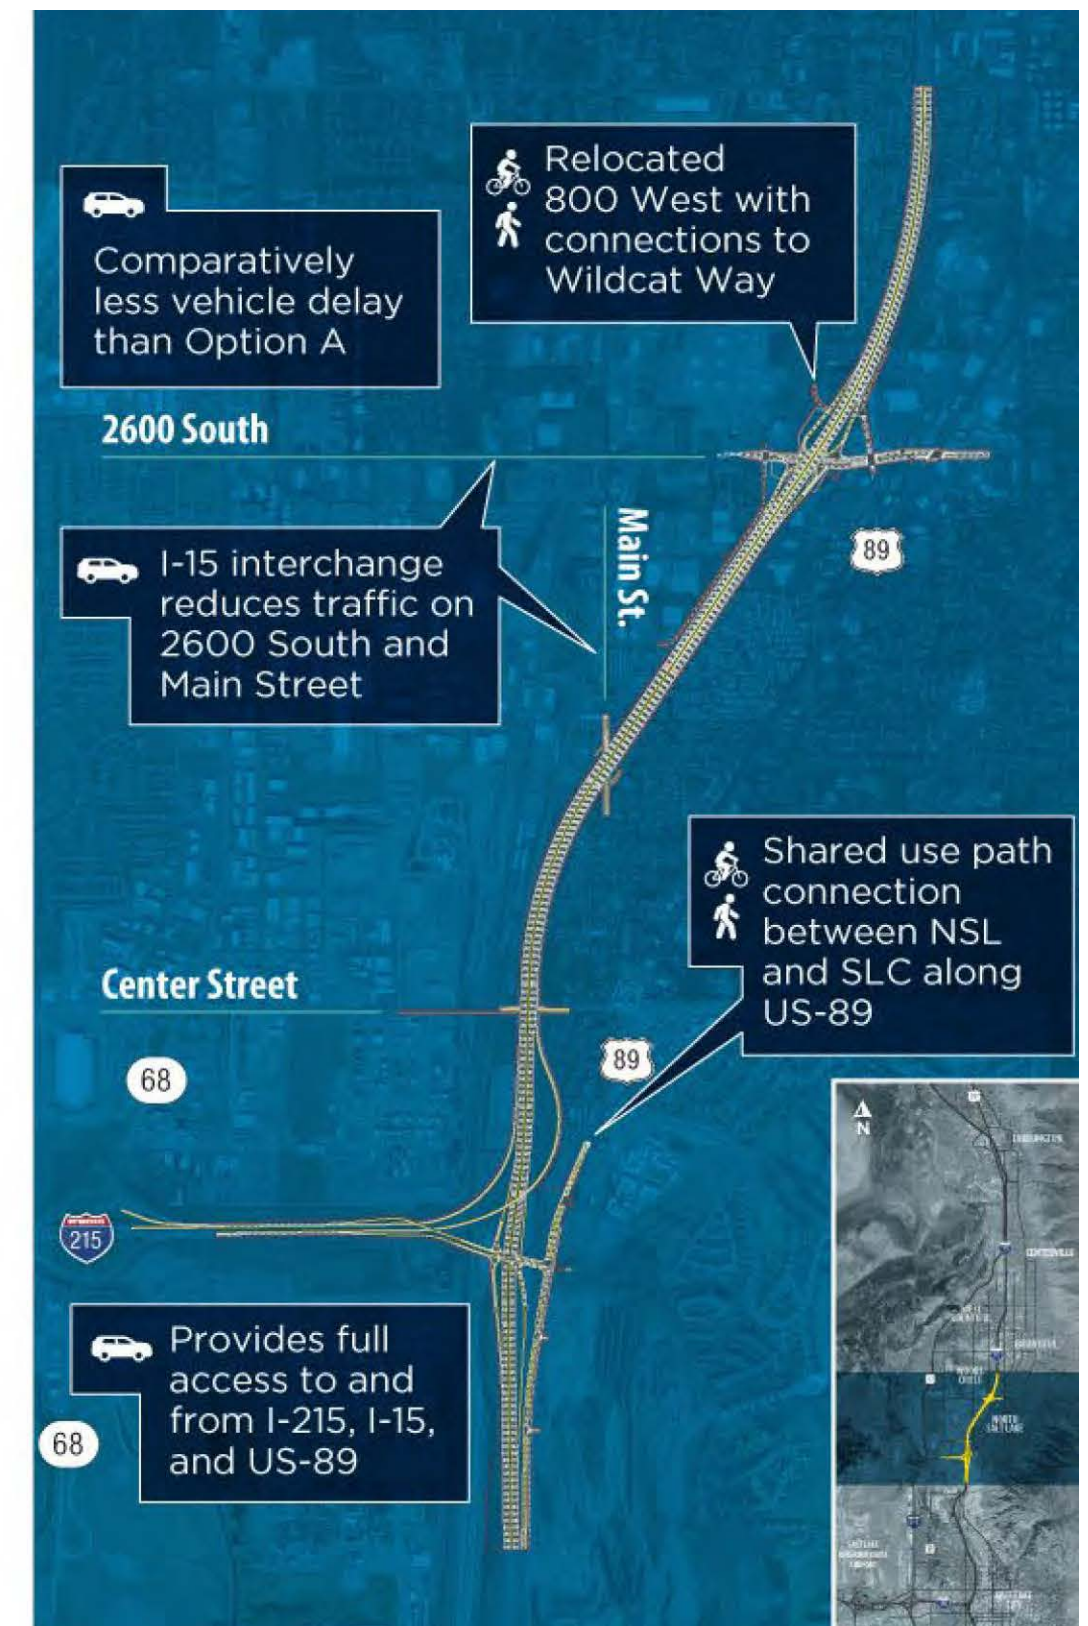 Relocated
800 West with
connections to
Wildcat Way
Comparatively
less vehicle delay
than Option A
2600 South
Main St.
89
I-15 interchange
reduces traffic on
2600 South and
Main Street
Shared use path
connection
between NSL
and SLC along
US-89
Center Street
89
68
N
215
Provides full
access to and
from I-215, I-15,
and US-89
68
NORTH
SALT LAKE